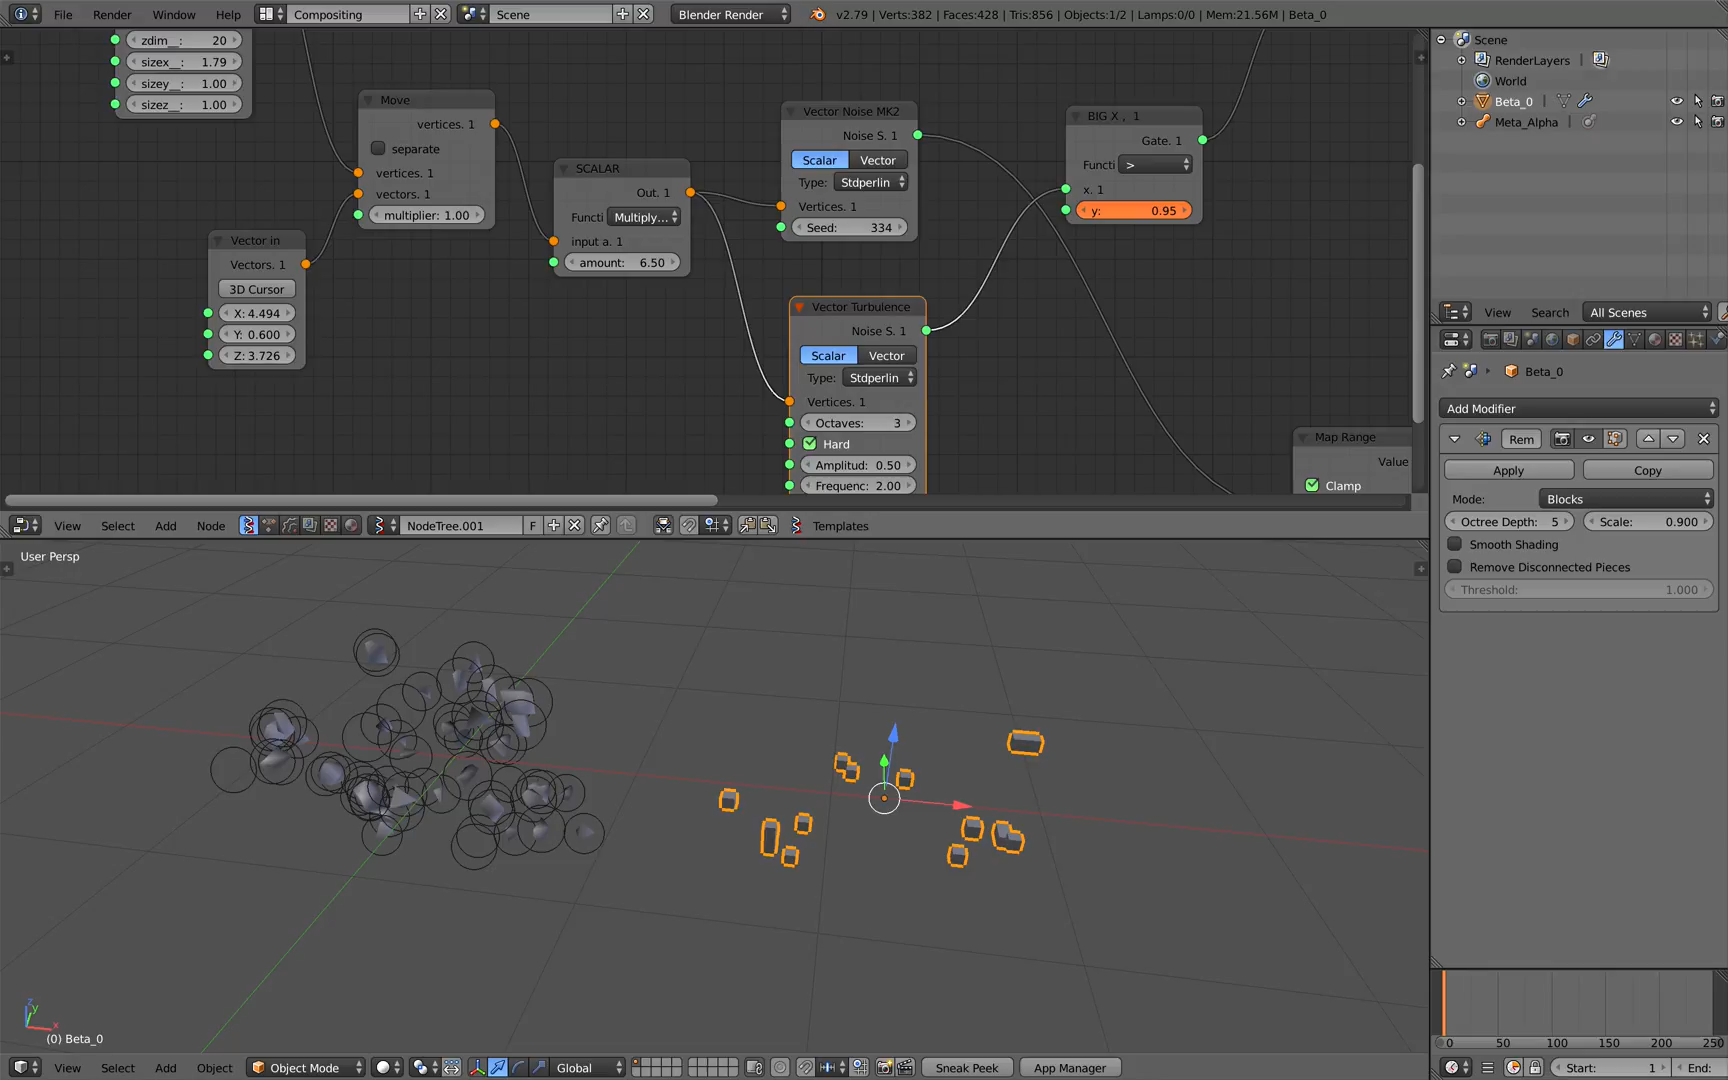 File Render Window Help Compositing Scene Blender Render v2.79 | Verts:382 | Faces:428 | Tris:856 | Objects:1/2 | Lamps:0/0 | Mem:21.56M | Beta_0
zdim__: 20
sizex__: 1.79
sizey__: 1.00
sizez__: 1.00
Move
vertices. 1
separate
vertices. 1
vectors. 1
multiplier: 1.00
Vector in
Vectors. 1
3D Cursor
X: 4.494
Y: 0.600
Z: 3.726
SCALAR
Out. 1
Functi Multiply...
input a. 1
amount: 6.50
Vector Noise MK2
Noise S. 1
Scalar Vector
Type: Stdperlin
Vertices. 1
Seed: 334
Vector Turbulence
Noise S. 1
Scalar Vector
Type: Stdperlin
Vertices. 1
Octaves: 3
Hard
Amplitud: 0.50
Frequenc: 2.00
BIG X , 1
Gate. 1
Functi >
x. 1
y: 0.95
Map Range
Value
Clamp
View Select Add Node NodeTree.001 F Templates
User Persp
z
y
x
(0) Beta_0
View Select Add Object Object Mode Global Sneak Peek App Manager
Scene
RenderLayers |
World
Beta_0 |
Meta_Alpha |
View Search All Scenes
Beta_0
Add Modifier
Rem
Apply Copy
Mode: Blocks
Octree Depth: 5 Scale: 0.900
Smooth Shading
Remove Disconnected Pieces
Threshold: 1.000
0 50 100 150 200 250
Start: 1 End: